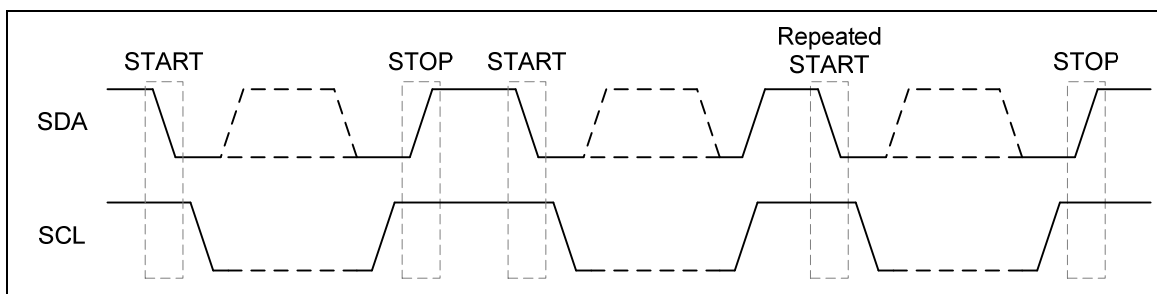 Repeated
START
STOP
START
START
STOP
SDA
SCL